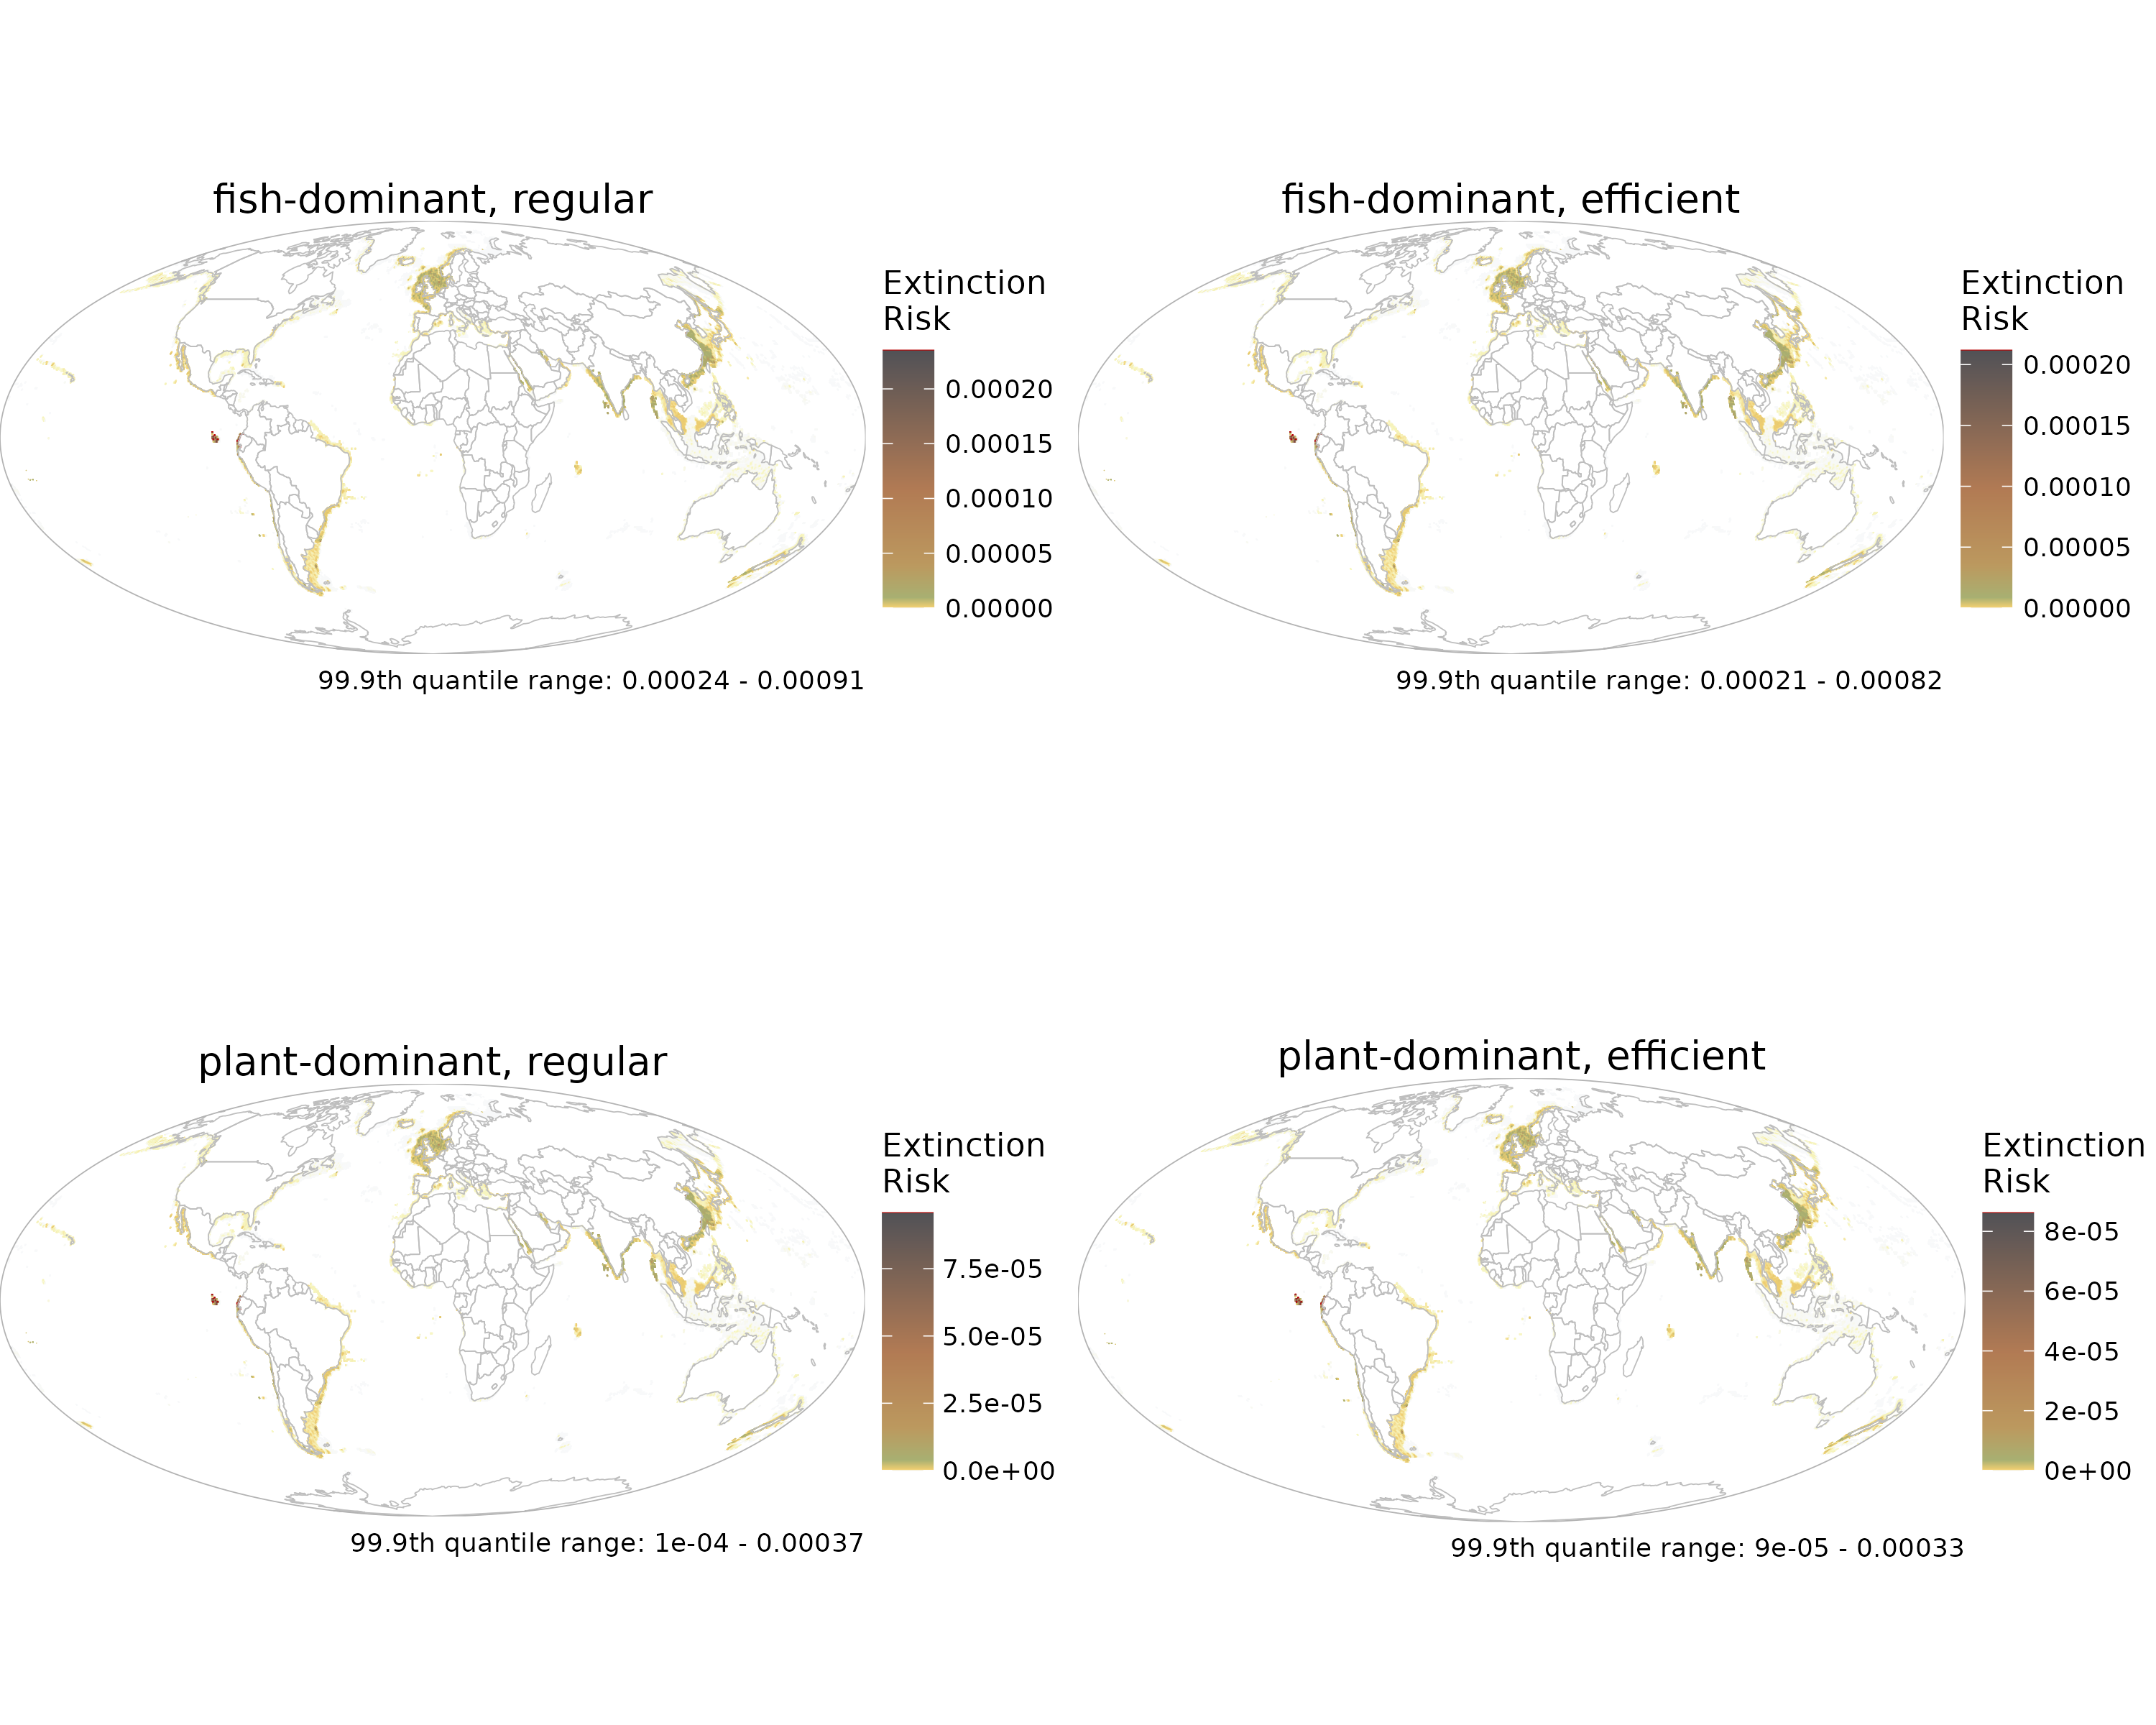 fish-dominant, regular
Extinction
Risk
0.00020
0.00015
0.00010
0.00005
0.00000
99.9th quantile range: 0.00024 - 0.00091
fish-dominant, efficient
Extinction
Risk
0.00020
0.00015
0.00010
0.00005
0.00000
99.9th quantile range: 0.00021 - 0.00082
plant-dominant, regular
Extinction
Risk
7.5e-05
5.0e-05
2.5e-05
0.0e+00
99.9th quantile range: 1e-04 - 0.00037
plant-dominant, efficient
Extinction
Risk
8e-05
6e-05
4e-05
2e-05
0e+00
99.9th quantile range: 9e-05 - 0.00033